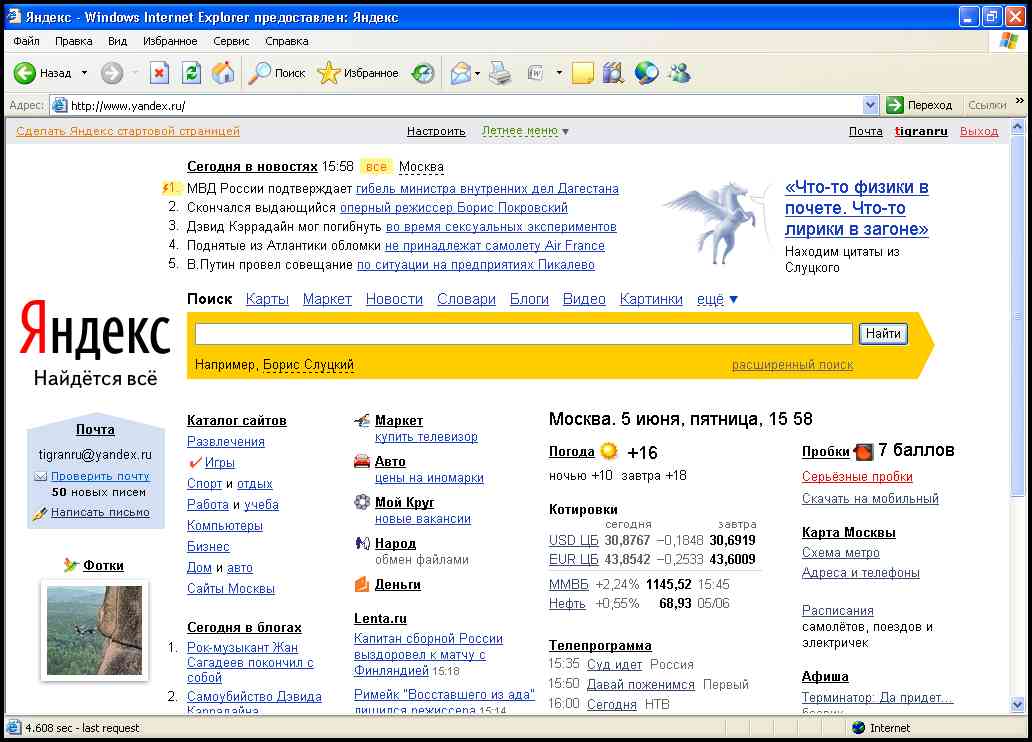 Яндекс - Windows Internet Explorer предоставлен: Яндекс
Файл Правка Вид Избранное Сервис Справка
Назад Поиск Избранное
Адрес: http://www.yandex.ru/ Переход Ссылки »
Сделать Яндекс стартовой страницей Настроить Летнее меню ▼ Почта tigranru Выход
Сегодня в новостях 15:58 все Москва
1. МВД России подтверждает гибель министра внутренних дел Дагестана
2. Скончался выдающийся оперный режиссер Борис Покровский
3. Дэвид Кэррадайн мог погибнуть во время сексуальных экспериментов
4. Поднятые из Атлантики обломки не принадлежат самолету Air France
5. В.Путин провел совещание по ситуации на предприятиях Пикалево
«Что-то физики в
почете. Что-то
лирики в загоне»
Находим цитаты из
Слуцкого
Поиск Карты Маркет Новости Словари Блоги Видео Картинки ещё ▼
Яндекс
Найдётся всё
Найти
Например, Борис Слуцкий расширенный поиск
Почта
tigranru@yandex.ru
Проверить почту
50 новых писем
Написать письмо
Фотки
Каталог сайтов
Развлечения
Игры
Спорт и отдых
Работа и учеба
Компьютеры
Бизнес
Дом и авто
Сайты Москвы
Сегодня в блогах
1. Рок-музыкант Жан
Сагадеев покончил с
собой
2. Самоубийство Дэвида
Кэррадайна
Маркет
купить телевизор
Авто
цены на иномарки
Мой Круг
новые вакансии
Народ
обмен файлами
Деньги
Lenta.ru
Капитан сборной России
выздоровел к матчу с
Финляндией 15:18
Римейк "Восставшего из ада"
лишился режиссера 15:14
Москва. 5 июня, пятница, 15 58
Погода +16
ночью +10 завтра +18
Котировки
сегодня завтра
USD ЦБ 30,8767 −0,1848 30,6919
EUR ЦБ 43,8542 −0,2533 43,6009
ММВБ +2,24% 1145,52 15:45
Нефть +0,55% 68,93 05/06
Телепрограмма
15:35 Суд идет Россия
15:50 Давай поженимся Первый
16:00 Сегодня НТВ
Пробки 7 баллов
Серьёзные пробки
Скачать на мобильный
Карта Москвы
Схема метро
Адреса и телефоны
Расписания
самолётов, поездов и
электричек
Афиша
Терминатор: Да придет...
боевик
4.608 sec - last request Internet